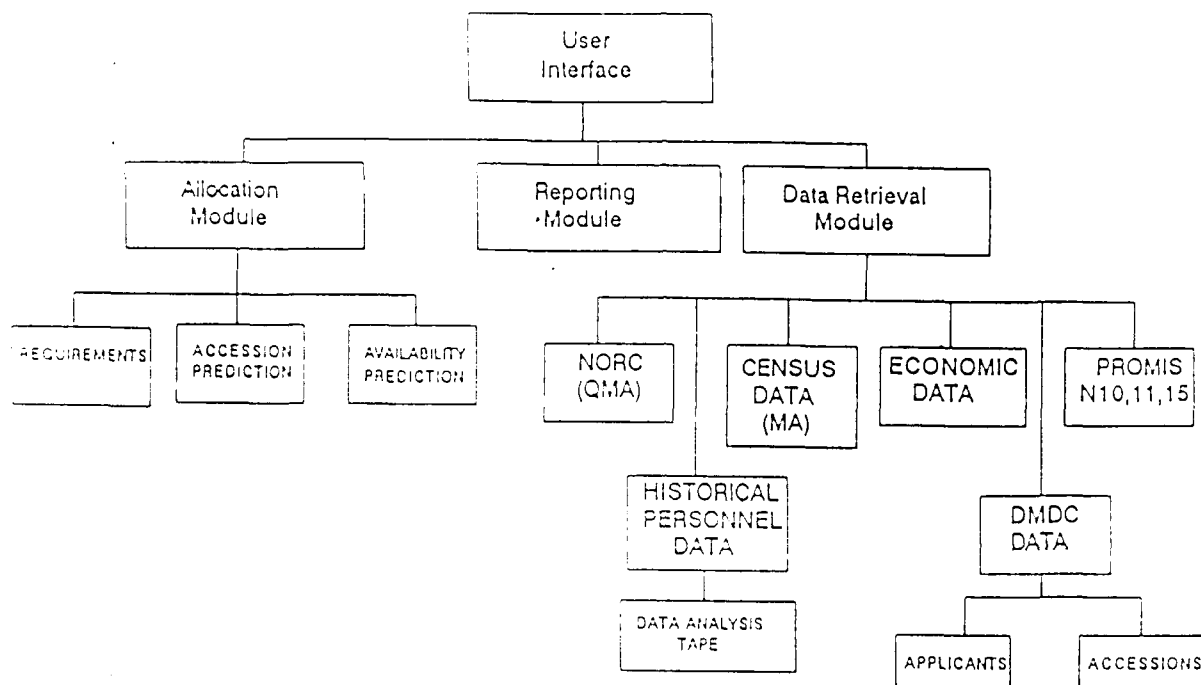 User
Interface
Allocation
Module
Reporting
Module
Data Retrieval
Module
REQUIREMENTS
ACCESSION
PREDICTION
AVAILABILITY
PREDICTION
NORC
(QMA)
CENSUS
DATA
(MA)
ECONOMIC
DATA
PROMIS
N10,11,15
HISTORICAL
PERSONNEL
DATA
DMDC
DATA
DATA ANALYSIS
TAPE
APPLICANTS
ACCESSIONS